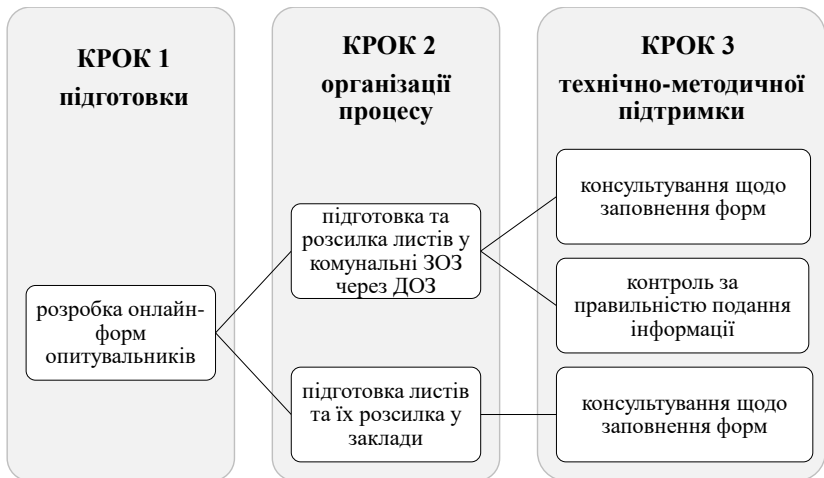 КРОК 1
підготовки
розробка онлайн-
форм
опитувальників
КРОК 2
організації
процесу
підготовка та
розсилка листів у
комунальні ЗОЗ
через ДОЗ
підготовка листів
та їх розсилка у
заклади
КРОК 3
технічно-методичної
підтримки
консультування щодо
заповнення форм
контроль за
правильністю подання
інформації
консультування щодо
заповнення форм